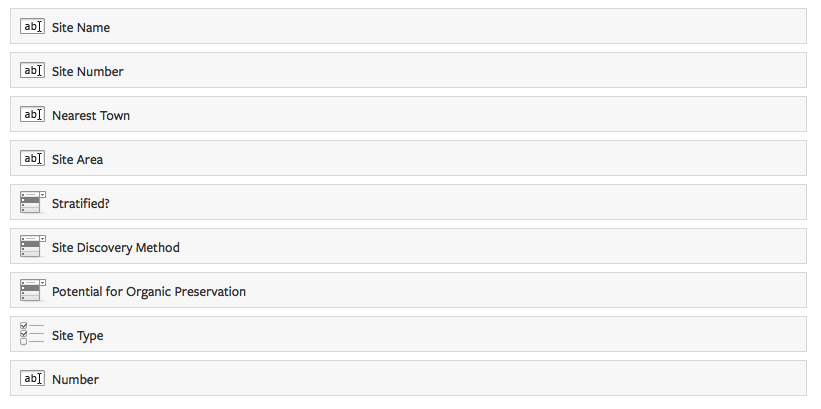 ab Site Name
ab Site Number
ab Nearest Town
ab Site Area
Stratified?
Site Discovery Method
Potential for Organic Preservation
Site Type
ab Number